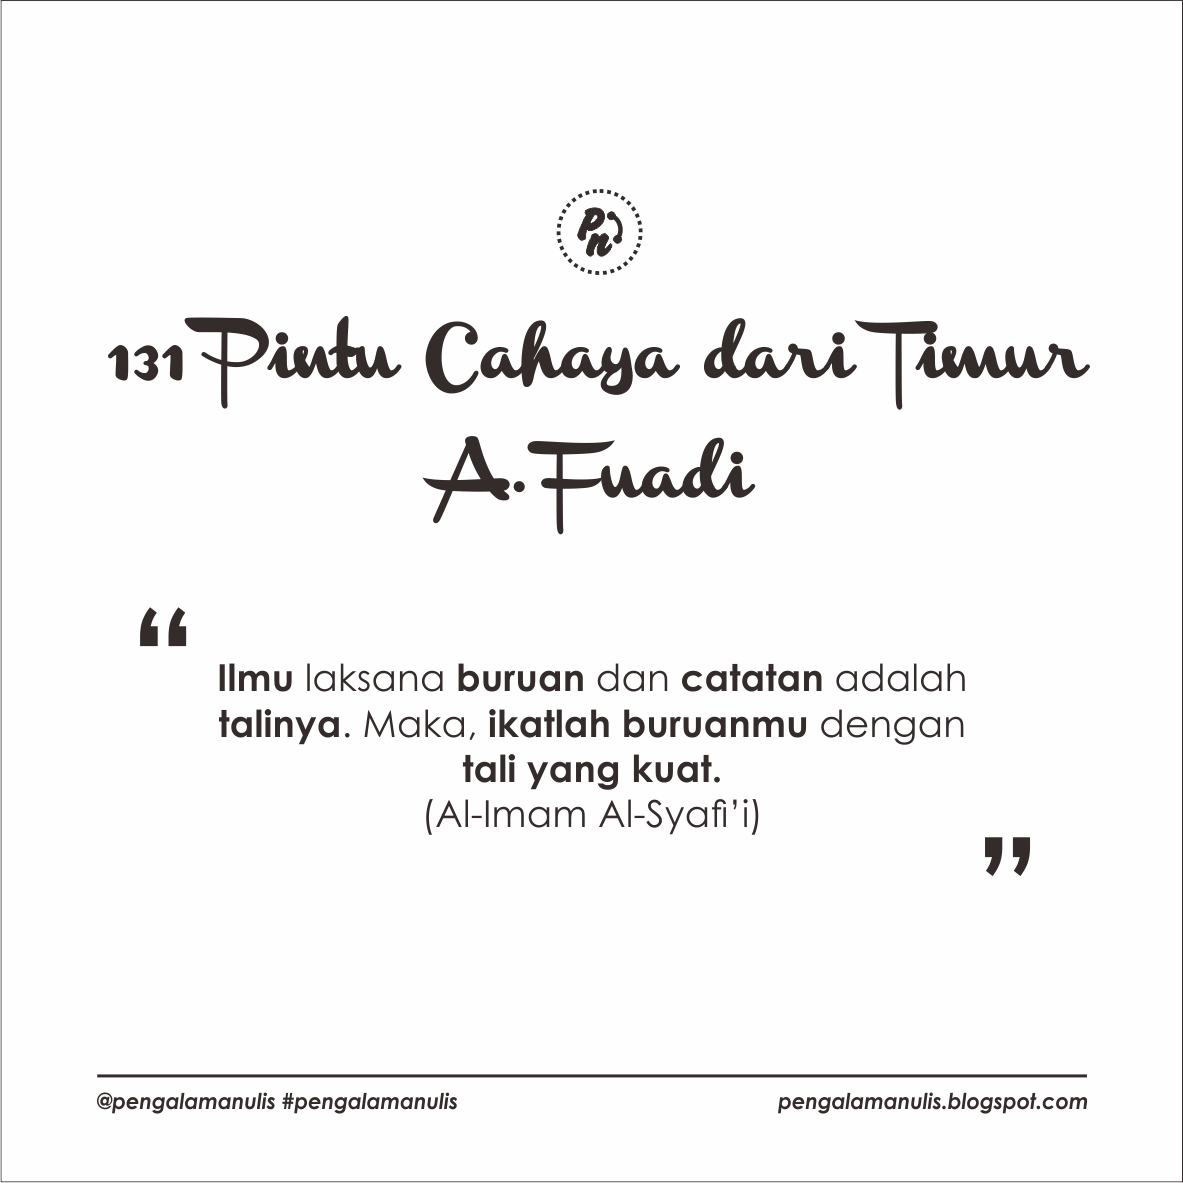 Pn
131 Pintu Cahaya dari Timur
A. Fuadi
“
Ilmu laksana buruan dan catatan adalah
talinya. Maka, ikatlah buruanmu dengan
tali yang kuat.
(Al-Imam Al-Syafi’i)
”
@pengalamanulis #pengalamanulis pengalamanulis.blogspot.com